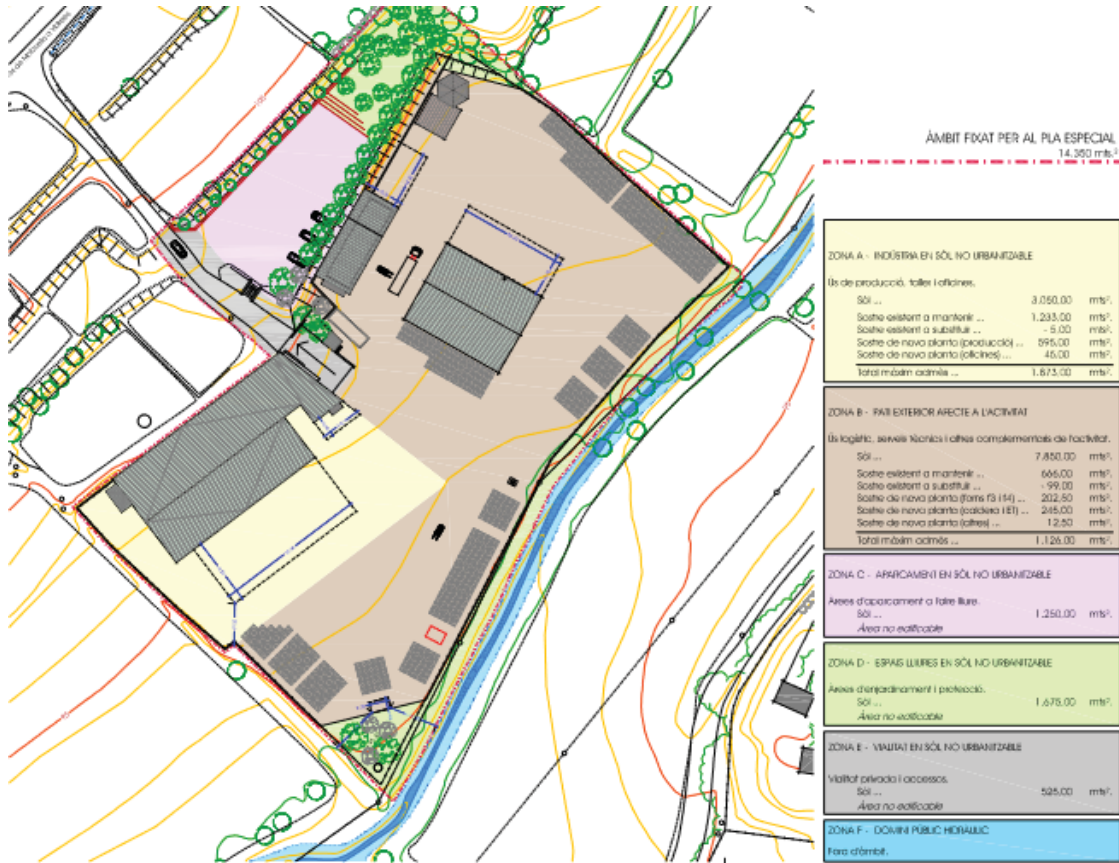 ÀMBIT FIXAT PER AL PLA ESPECIAL
14.350 mts.²
ZONA A - INDÚSTRIA EN SÒL NO URBANITZABLE
Ús de producció, taller i oficines.
Sòl ... 3.050,00 mts².
Sostre existent a mantenir ... 1.233,00 mts².
Sostre existent a substituir ... - 5,00 mts².
Sostre de nova planta (producció) ... 595,00 mts².
Sostre de nova planta (oficines) ... 45,00 mts².
Total màxim admès ... 1.873,00 mts².
ZONA B - PATI EXTERIOR AFECTE A L'ACTIVITAT
Ús logístic, serveis tècnics i altres complementaris de l'activitat.
Sòl ... 7.850,00 mts².
Sostre existent a mantenir ... 666,00 mts².
Sostre existent a substituir ... - 99,00 mts².
Sostre de nova planta (forns f3 i f4) ... 202,50 mts².
Sostre de nova planta (caldera i ET) ... 245,00 mts².
Sostre de nova planta (altres) ... 12,50 mts².
Total màxim admès ... 1.126,00 mts².
ZONA C - APARCAMENT EN SÒL NO URBANITZABLE
Àrees d'aparcament a l'aire lliure.
Sòl ... 1.250,00 mts².
Àrea no edificable
ZONA D - ESPAIS LLIURES EN SÒL NO URBANITZABLE
Àrees d'enjardinament i protecció.
Sòl ... 1.675,00 mts².
Àrea no edificable
ZONA E - VIALITAT EN SÒL NO URBANITZABLE
Vialitat privada i accessos.
Sòl ... 525,00 mts².
Àrea no edificable
ZONA F - DOMINI PÚBLIC HIDRÀULIC
Fora d'àmbit.